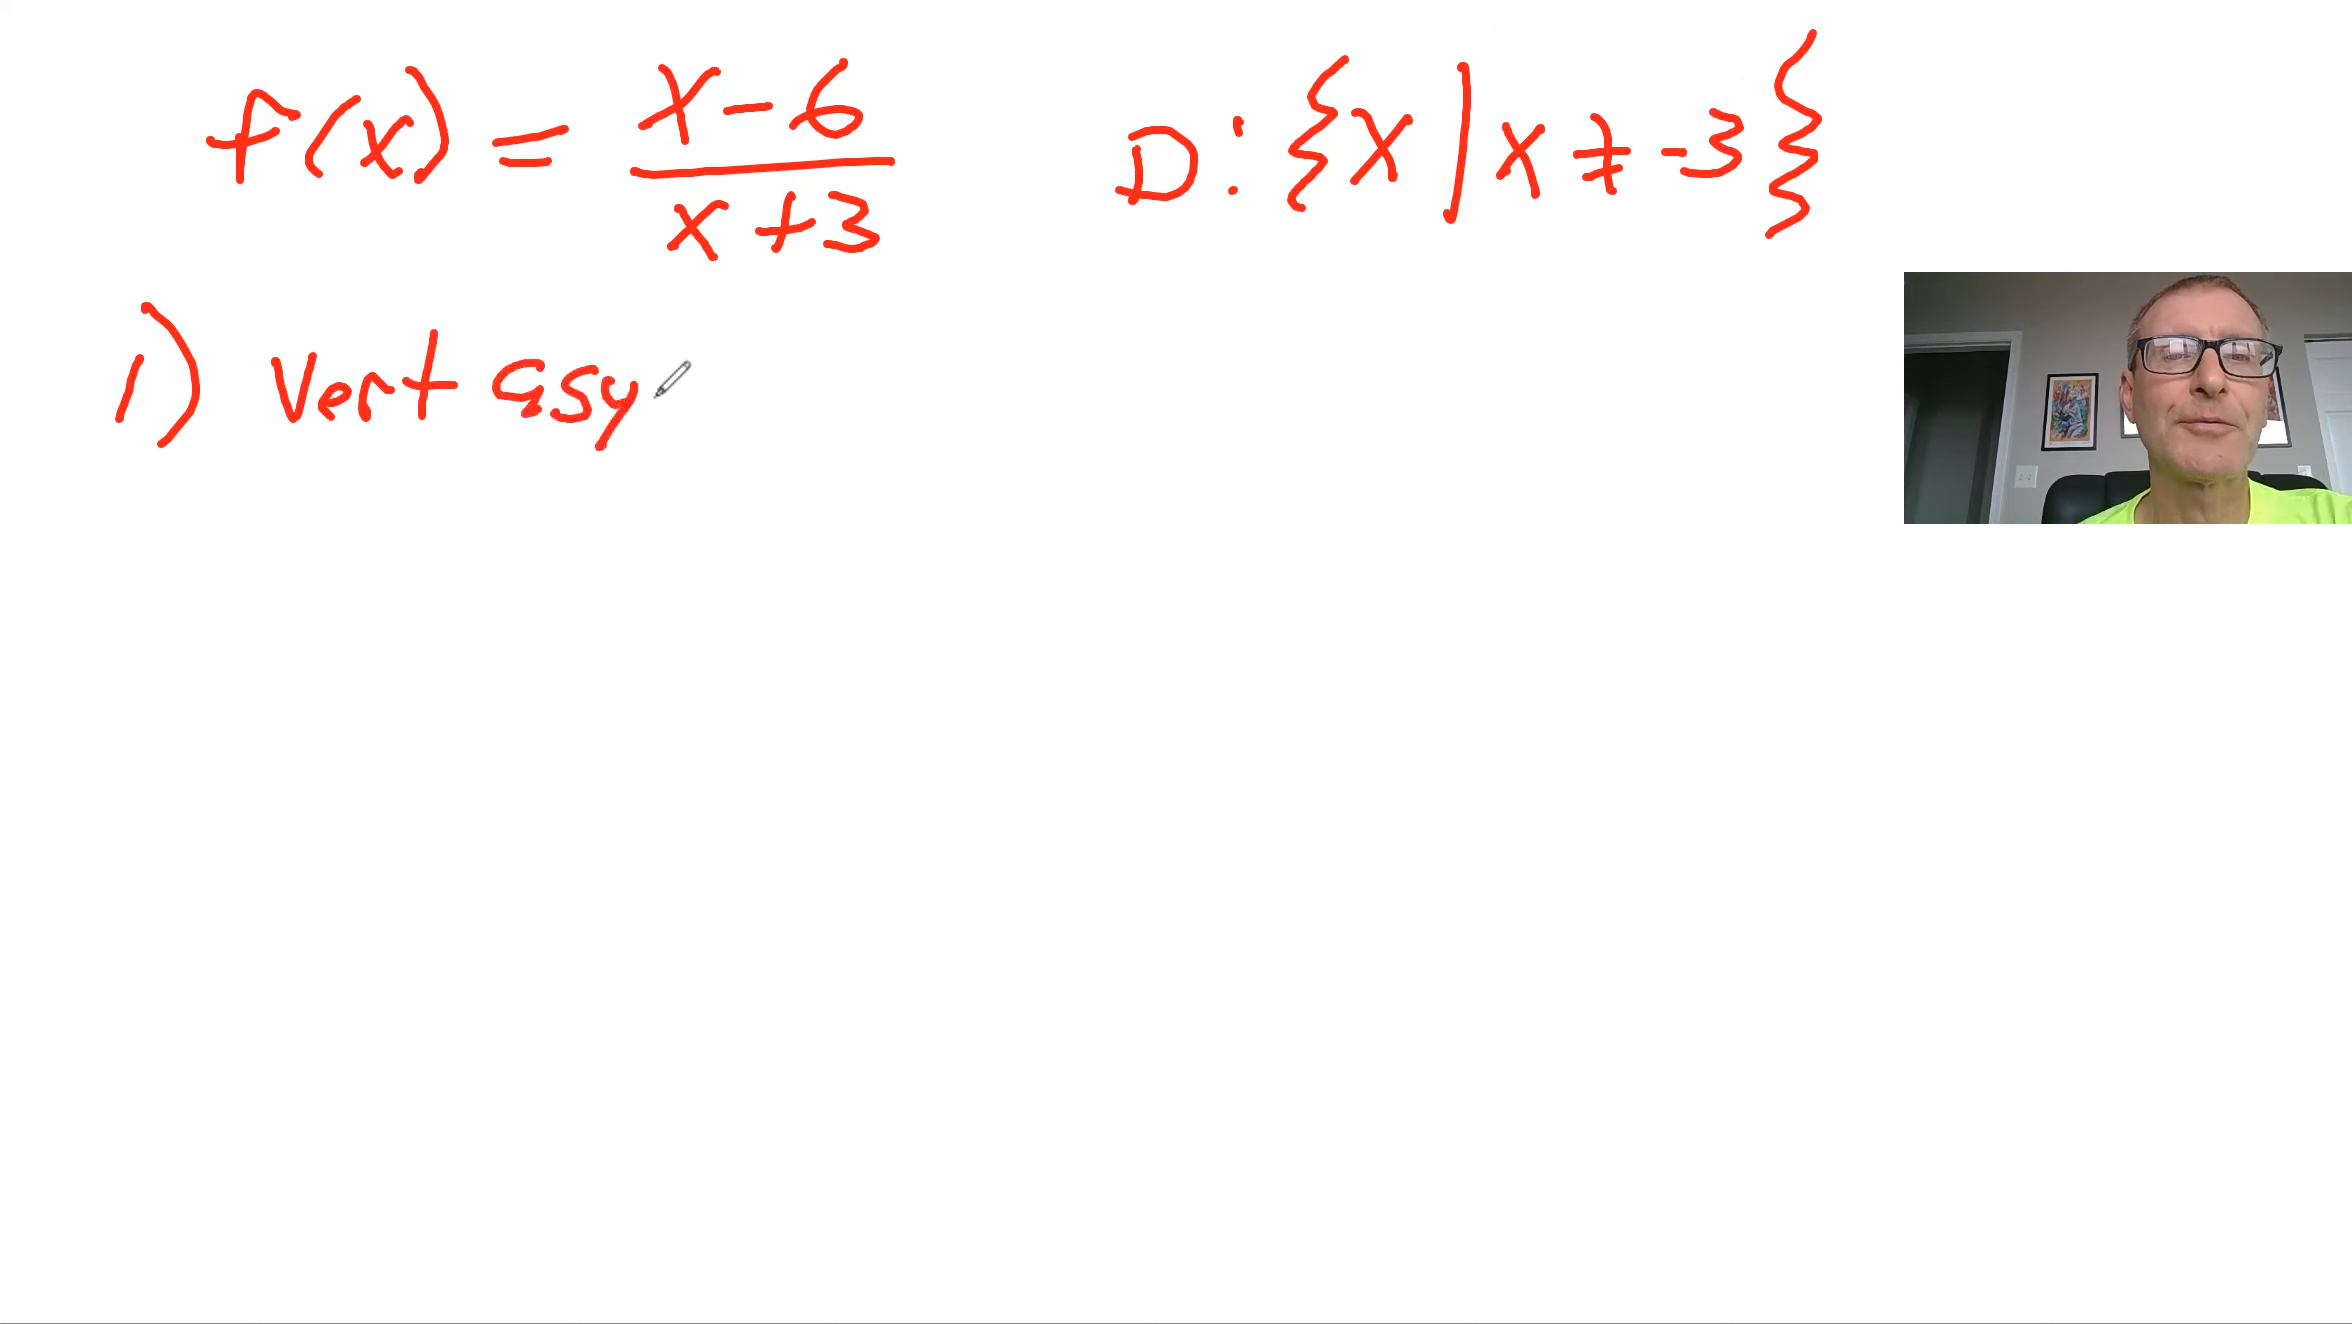 f(x) = x-6 / x+3
D: {x | x ≠ -3}
1) Vert asy